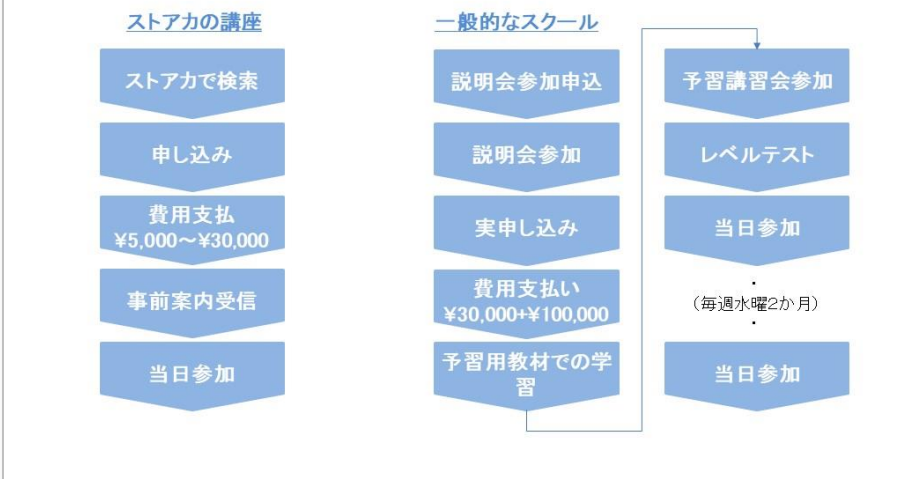 ストアカの講座
ストアカで検索
申し込み
費用支払
¥5,000～¥30,000
事前案内受信
当日参加
一般的なスクール
説明会参加申込
説明会参加
実申し込み
費用支払い
¥30,000+¥100,000
予習用教材での学
習
予習講習会参加
レベルテスト
当日参加
・
（毎週水曜2か月）
・
当日参加